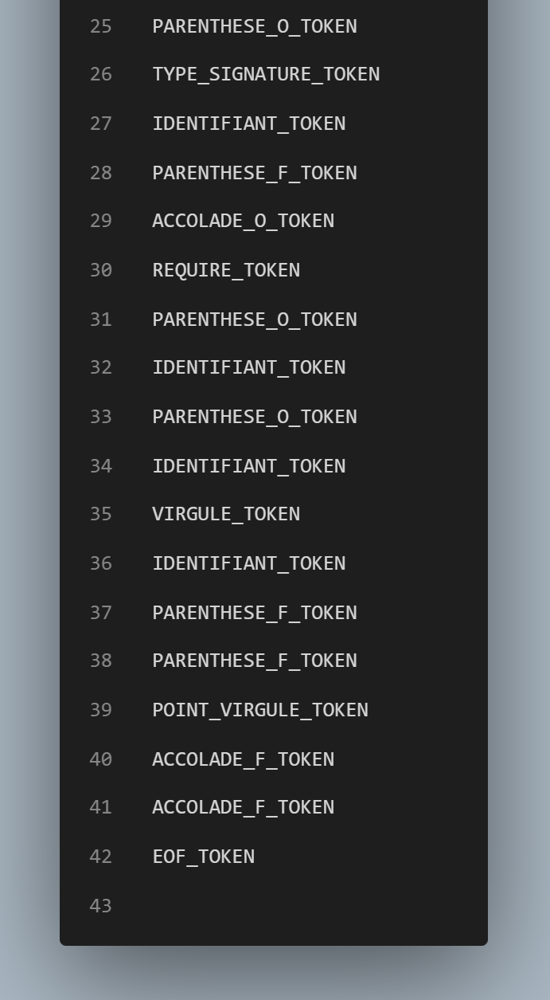 25 PARENTHESE_O_TOKEN
26 TYPE_SIGNATURE_TOKEN
27 IDENTIFIANT_TOKEN
28 PARENTHESE_F_TOKEN
29 ACCOLADE_O_TOKEN
30 REQUIRE_TOKEN
31 PARENTHESE_O_TOKEN
32 IDENTIFIANT_TOKEN
33 PARENTHESE_O_TOKEN
34 IDENTIFIANT_TOKEN
35 VIRGULE_TOKEN
36 IDENTIFIANT_TOKEN
37 PARENTHESE_F_TOKEN
38 PARENTHESE_F_TOKEN
39 POINT_VIRGULE_TOKEN
40 ACCOLADE_F_TOKEN
41 ACCOLADE_F_TOKEN
42 EOF_TOKEN
43